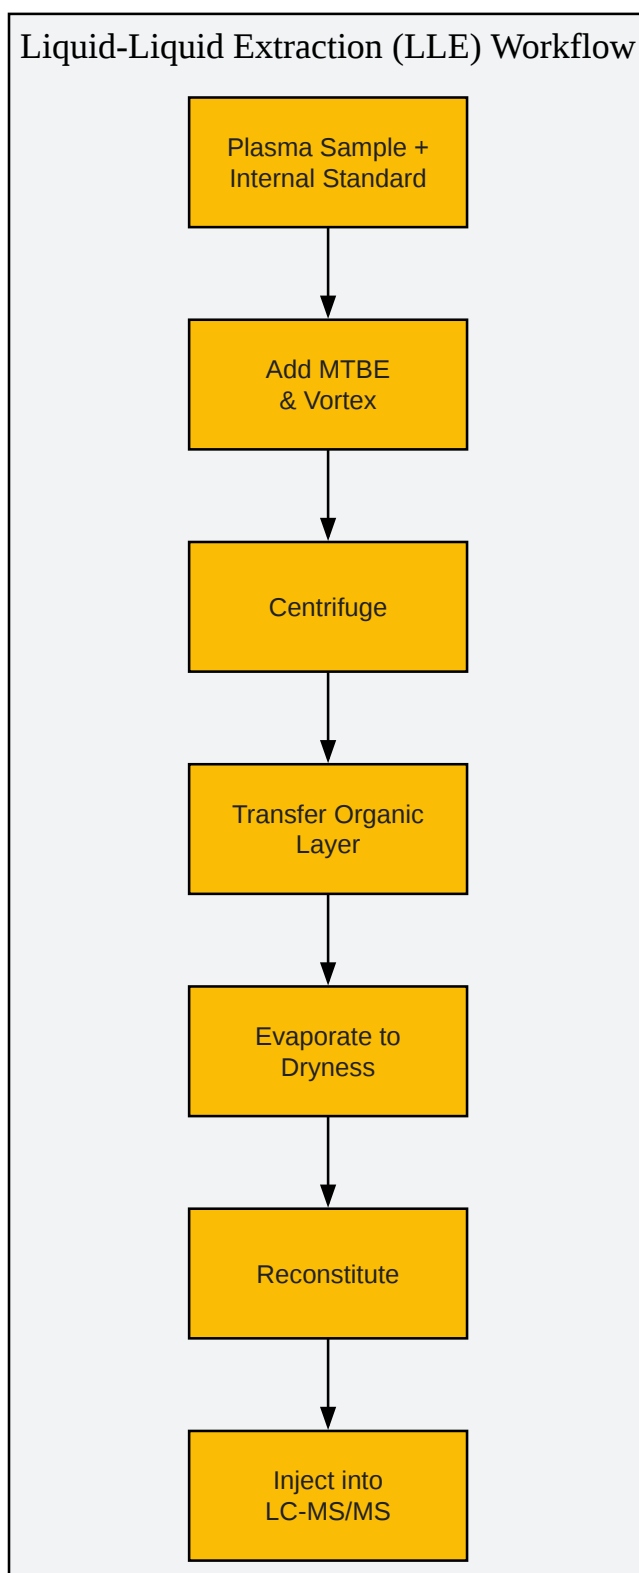 Liquid-Liquid Extraction (LLE) Workflow
Plasma Sample +
Internal Standard
Add MTBE
& Vortex
Centrifuge
Transfer Organic
Layer
Evaporate to
Dryness
Reconstitute
Inject into
LC-MS/MS